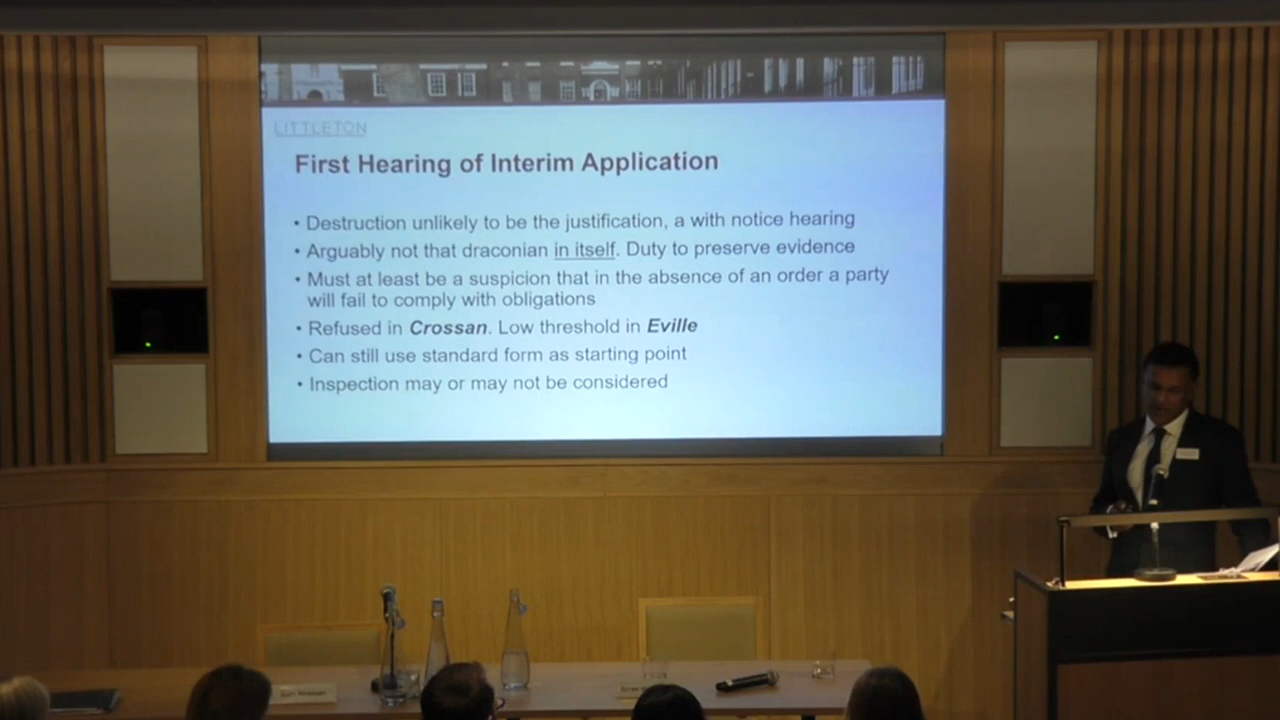 LITTLETON
First Hearing of Interim Application
• Destruction unlikely to be the justification, a with notice hearing
• Arguably not that draconian in itself. Duty to preserve evidence
• Must at least be a suspicion that in the absence of an order a party
will fail to comply with obligations
• Refused in Crossan. Low threshold in Eville
• Can still use standard form as starting point
• Inspection may or may not be considered